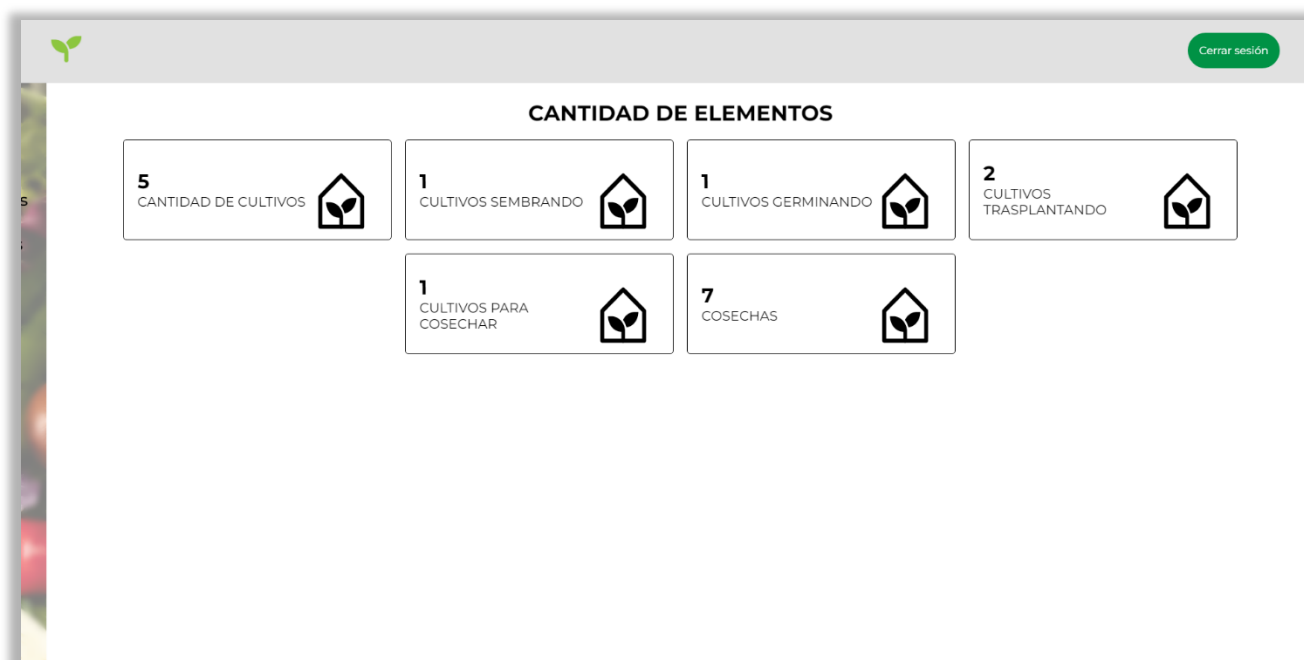 Cerrar sesión
CANTIDAD DE ELEMENTOS
5
CANTIDAD DE CULTIVOS
1
CULTIVOS SEMBRANDO
1
CULTIVOS GERMINANDO
2
CULTIVOS
TRASPLANTANDO
1
CULTIVOS PARA
COSECHAR
7
COSECHAS